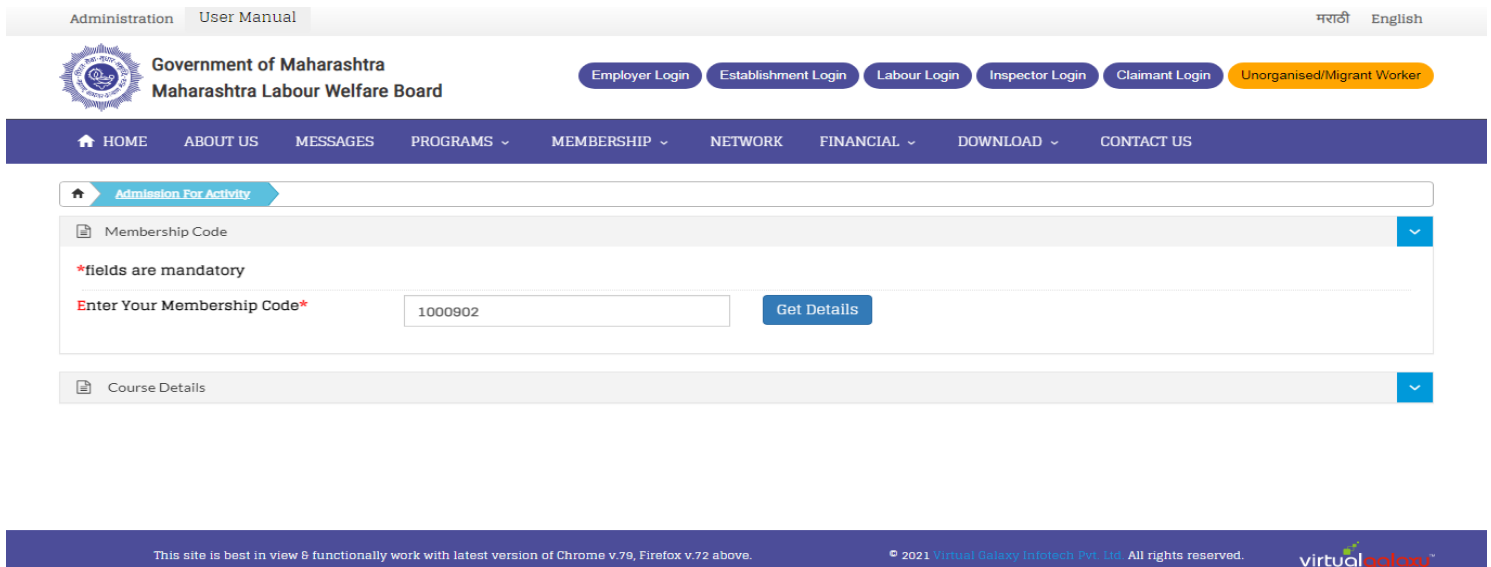 Administration User Manual मराठी English
Government of Maharashtra
Maharashtra Labour Welfare Board
Employer Login Establishment Login Labour Login Inspector Login Claimant Login Unorganised/Migrant Worker
HOME ABOUT US MESSAGES PROGRAMS MEMBERSHIP NETWORK FINANCIAL DOWNLOAD CONTACT US
Admission For Activity
Membership Code
*fields are mandatory
Enter Your Membership Code* 1000902 Get Details
Course Details
This site is best in view & functionally work with latest version of Chrome v.79, Firefox v.72 above. © 2021 Virtual Galaxy Infotech Pvt. Ltd. All rights reserved. virtualgalaxy™